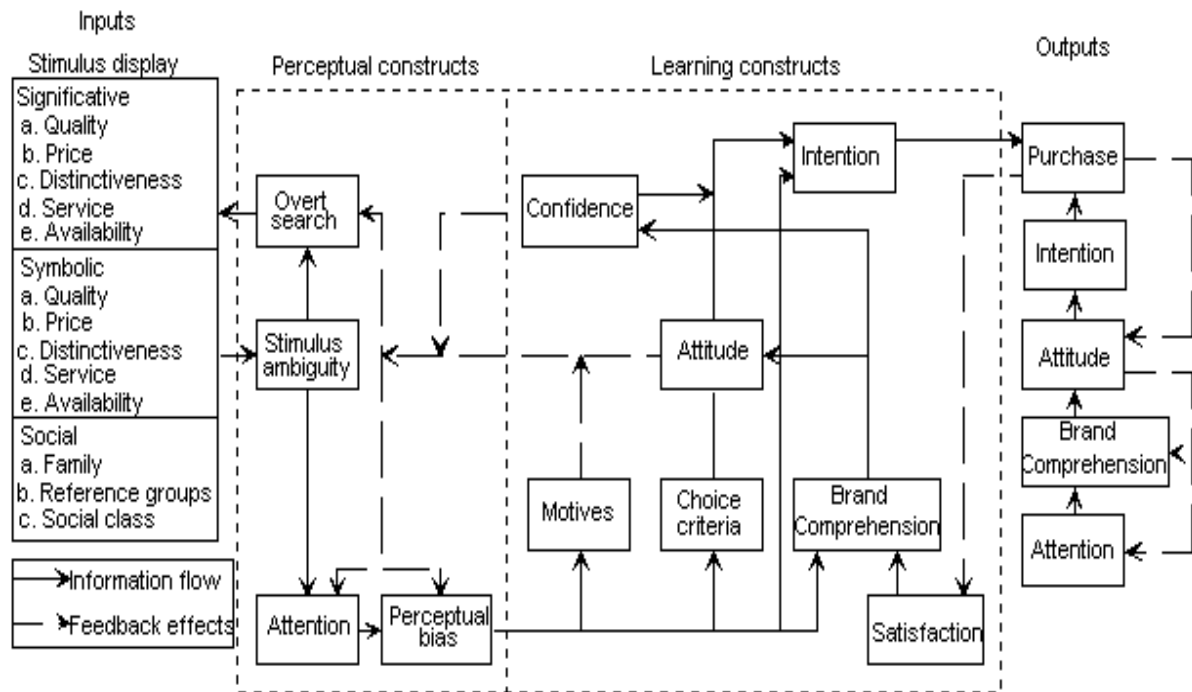 Inputs
Stimulus display
Significative
a. Quality
b. Price
c. Distinctiveness
d. Service
e. Availability
Symbolic
a. Quality
b. Price
c. Distinctiveness
d. Service
e. Availability
Social
a. Family
b. Reference groups
c. Social class
Information flow
Feedback effects
Perceptual constructs
Overt
search
Stimulus
ambiguity
Attention
Perceptual
bias
Learning constructs
Confidence
Intention
Attitude
Motives
Choice
criteria
Brand
Comprehension
Satisfaction
Outputs
Purchase
Intention
Attitude
Brand
Comprehension
Attention